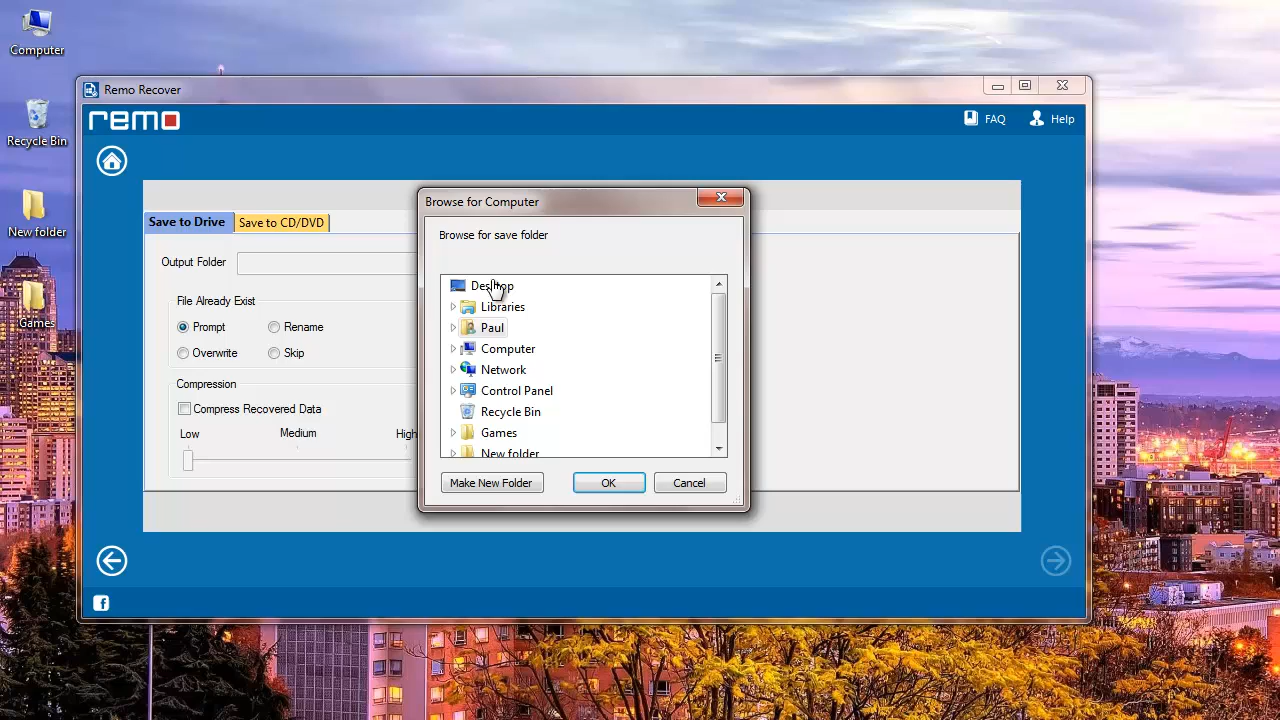 Computer
Recycle Bin
New folder
Games
Remo Recover
remo
FAQ
Help
Save to Drive
Save to CD/DVD
Output Folder
File Already Exist
Prompt
Rename
Overwrite
Skip
Compression
Compress Recovered Data
Low
Medium
High
Browse for Computer
Browse for save folder
Desktop
Libraries
Paul
Computer
Network
Control Panel
Recycle Bin
Games
New folder
Make New Folder
OK
Cancel
f